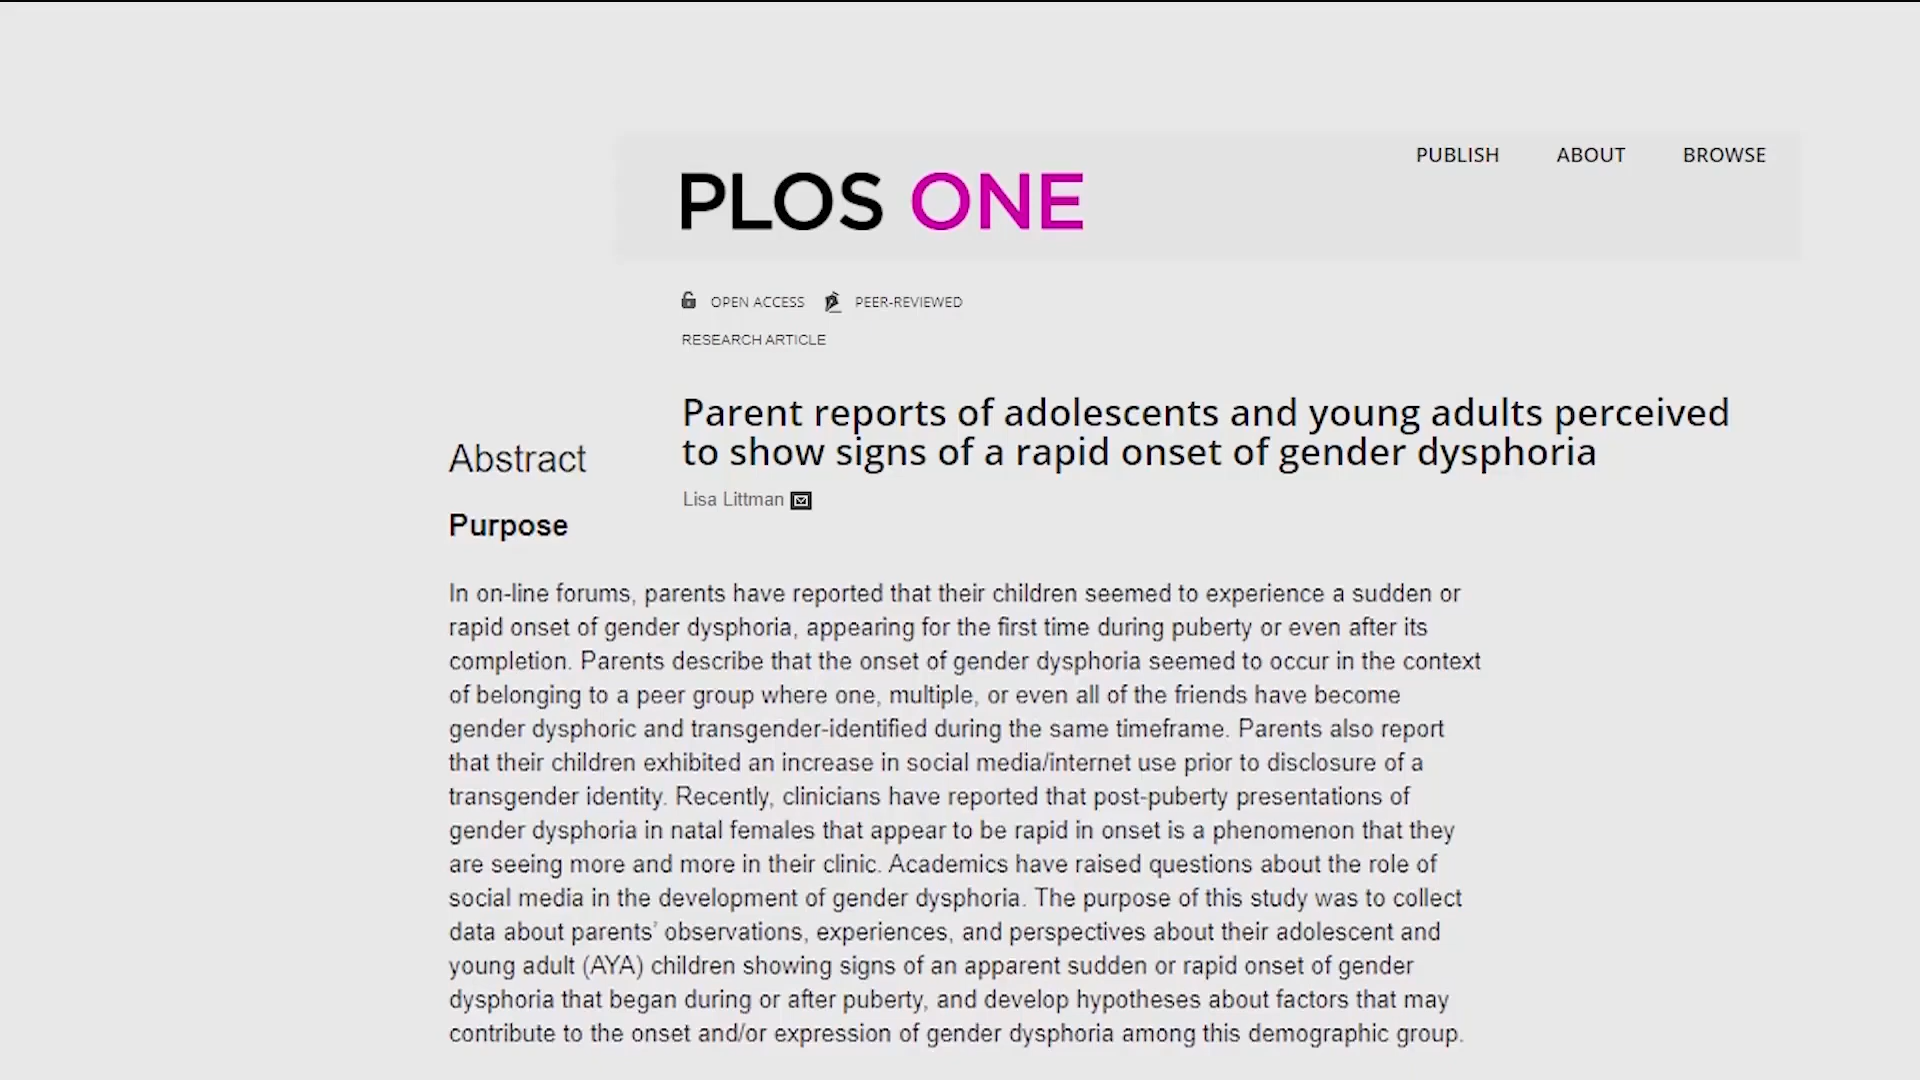 PUBLISH ABOUT BROWSE
PLOS ONE
OPEN ACCESS PEER-REVIEWED
RESEARCH ARTICLE
Parent reports of adolescents and young adults perceived
to show signs of a rapid onset of gender dysphoria
Lisa Littman
Abstract
Purpose
In on-line forums, parents have reported that their children seemed to experience a sudden or
rapid onset of gender dysphoria, appearing for the first time during puberty or even after its
completion. Parents describe that the onset of gender dysphoria seemed to occur in the context
of belonging to a peer group where one, multiple, or even all of the friends have become
gender dysphoric and transgender-identified during the same timeframe. Parents also report
that their children exhibited an increase in social media/internet use prior to disclosure of a
transgender identity. Recently, clinicians have reported that post-puberty presentations of
gender dysphoria in natal females that appear to be rapid in onset is a phenomenon that they
are seeing more and more in their clinic. Academics have raised questions about the role of
social media in the development of gender dysphoria. The purpose of this study was to collect
data about parents’ observations, experiences, and perspectives about their adolescent and
young adult (AYA) children showing signs of an apparent sudden or rapid onset of gender
dysphoria that began during or after puberty, and develop hypotheses about factors that may
contribute to the onset and/or expression of gender dysphoria among this demographic group.